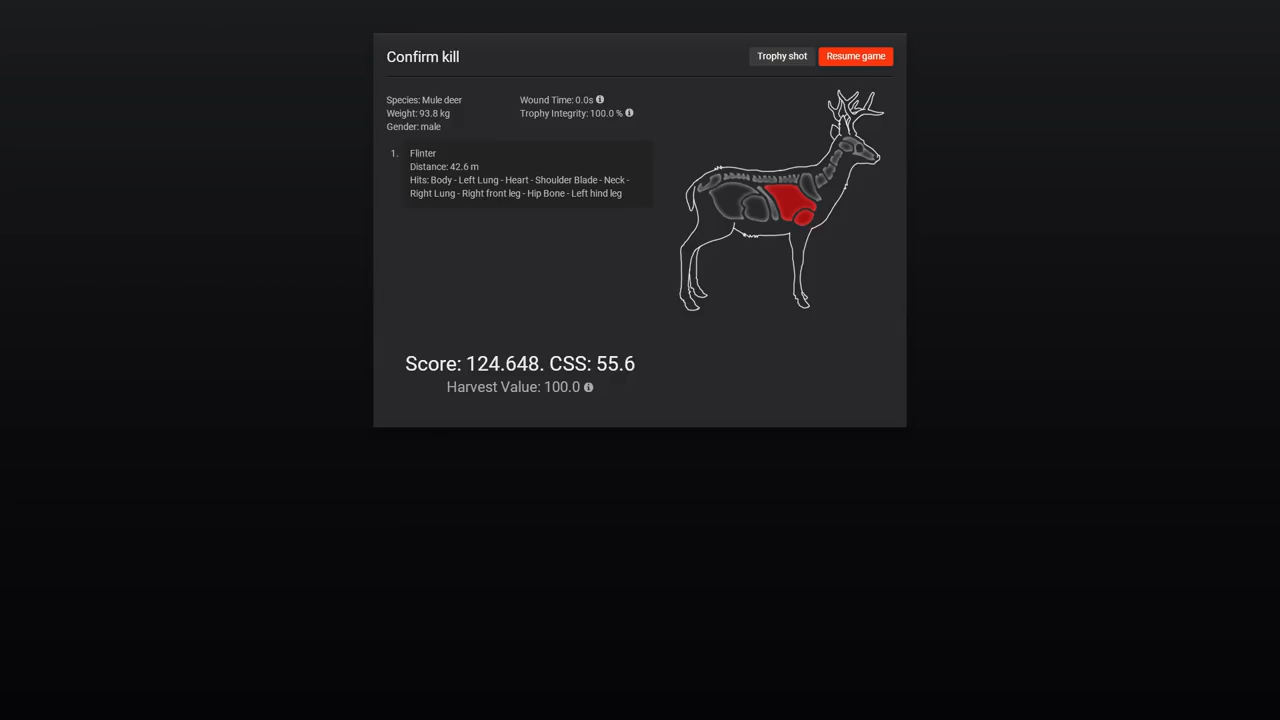 Confirm kill
Trophy shot
Resume game
Species: Mule deer
Weight: 93.8 kg
Gender: male
Wound Time: 0.0s
Trophy Integrity: 100.0 %
1. Flinter
Distance: 42.6 m
Hits: Body - Left Lung - Heart - Shoulder Blade - Neck -
Right Lung - Right front leg - Hip Bone - Left hind leg
Score: 124.648. CSS: 55.6
Harvest Value: 100.0